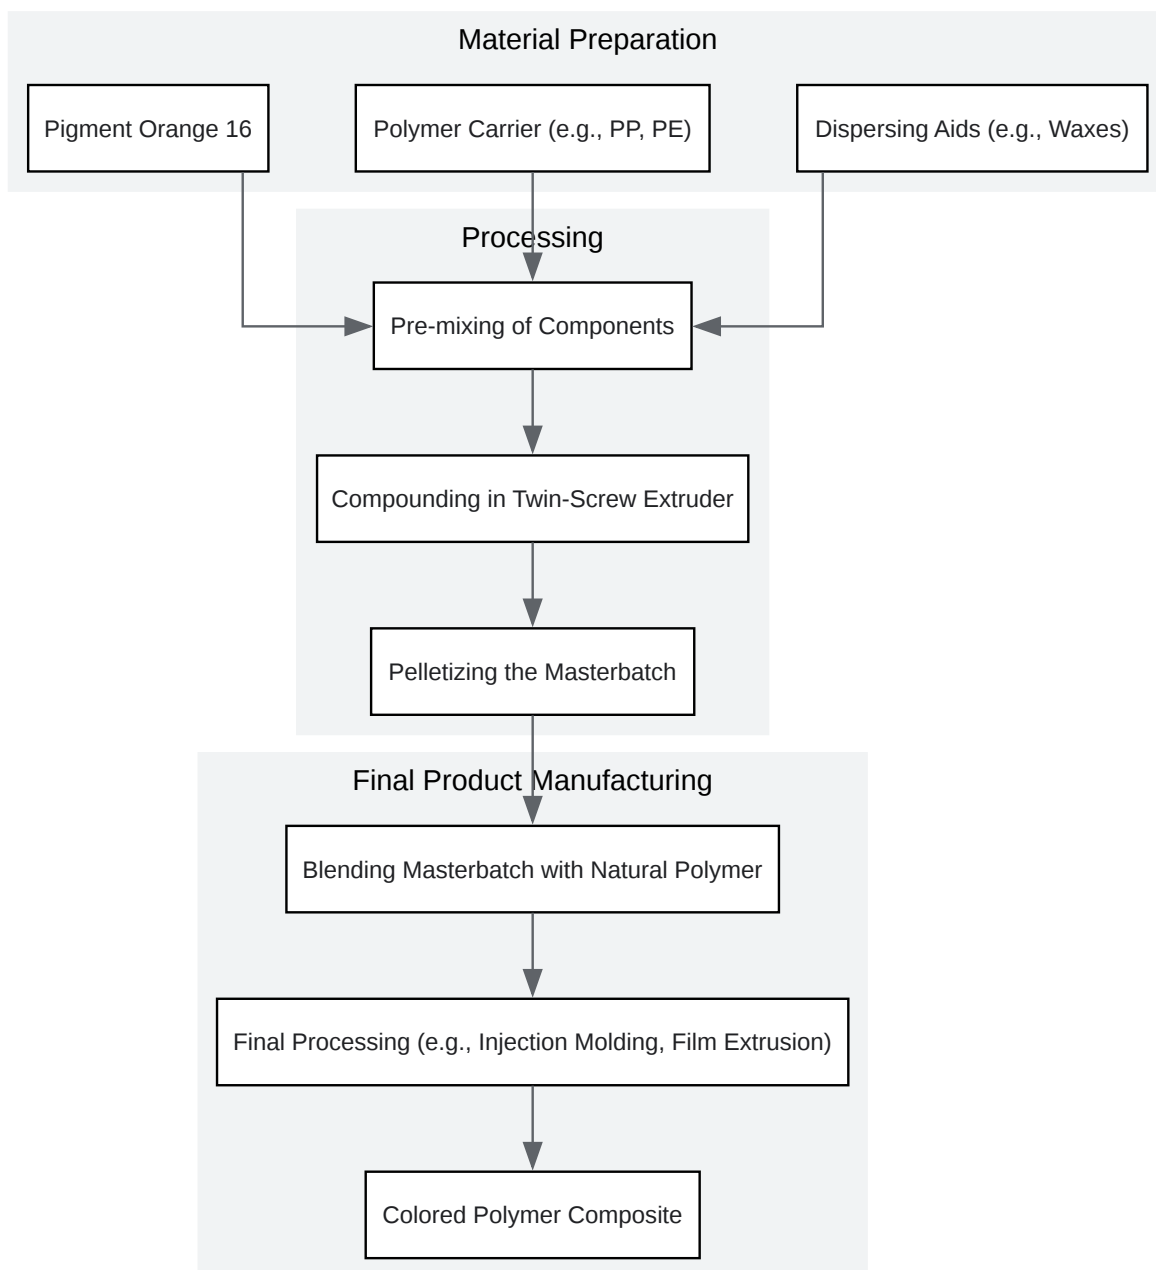 Material Preparation
Pigment Orange 16
Polymer Carrier (e.g., PP, PE)
Dispersing Aids (e.g., Waxes)
Processing
Pre-mixing of Components
Compounding in Twin-Screw Extruder
Pelletizing the Masterbatch
Final Product Manufacturing
Blending Masterbatch with Natural Polymer
Final Processing (e.g., Injection Molding, Film Extrusion)
Colored Polymer Composite